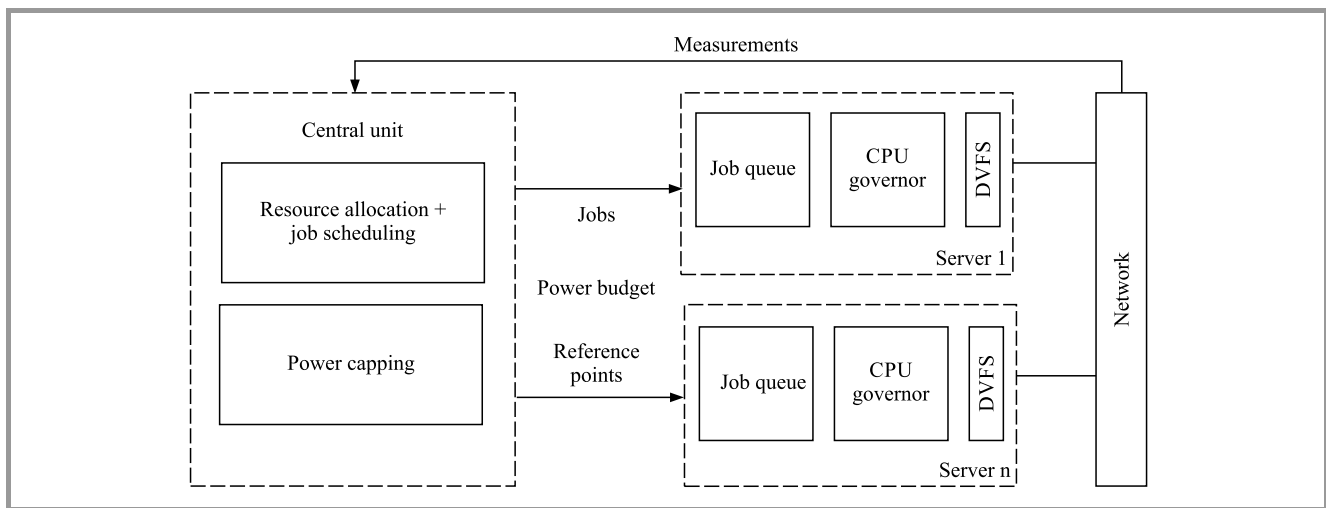 Measurements
Central unit
Resource allocation +
job scheduling
Power capping
Jobs
Power budget
Reference
points
Job queue
CPU
governor
DVFS
Server 1
Job queue
CPU
governor
DVFS
Server n
Network